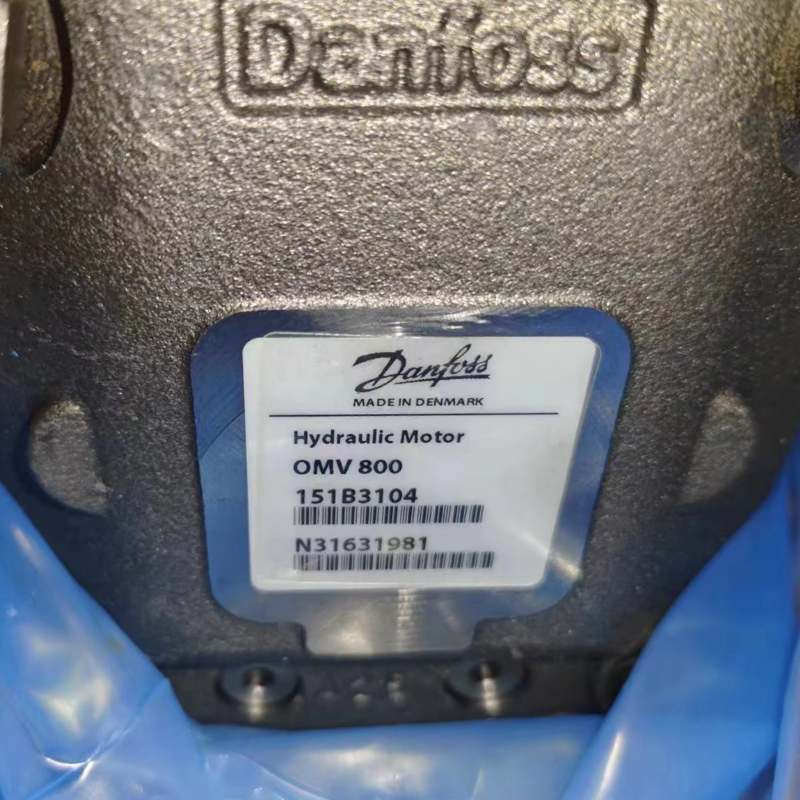 Danfoss
Danfoss
MADE IN DENMARK
Hydraulic Motor
OMV 800
151B3104
N31631981